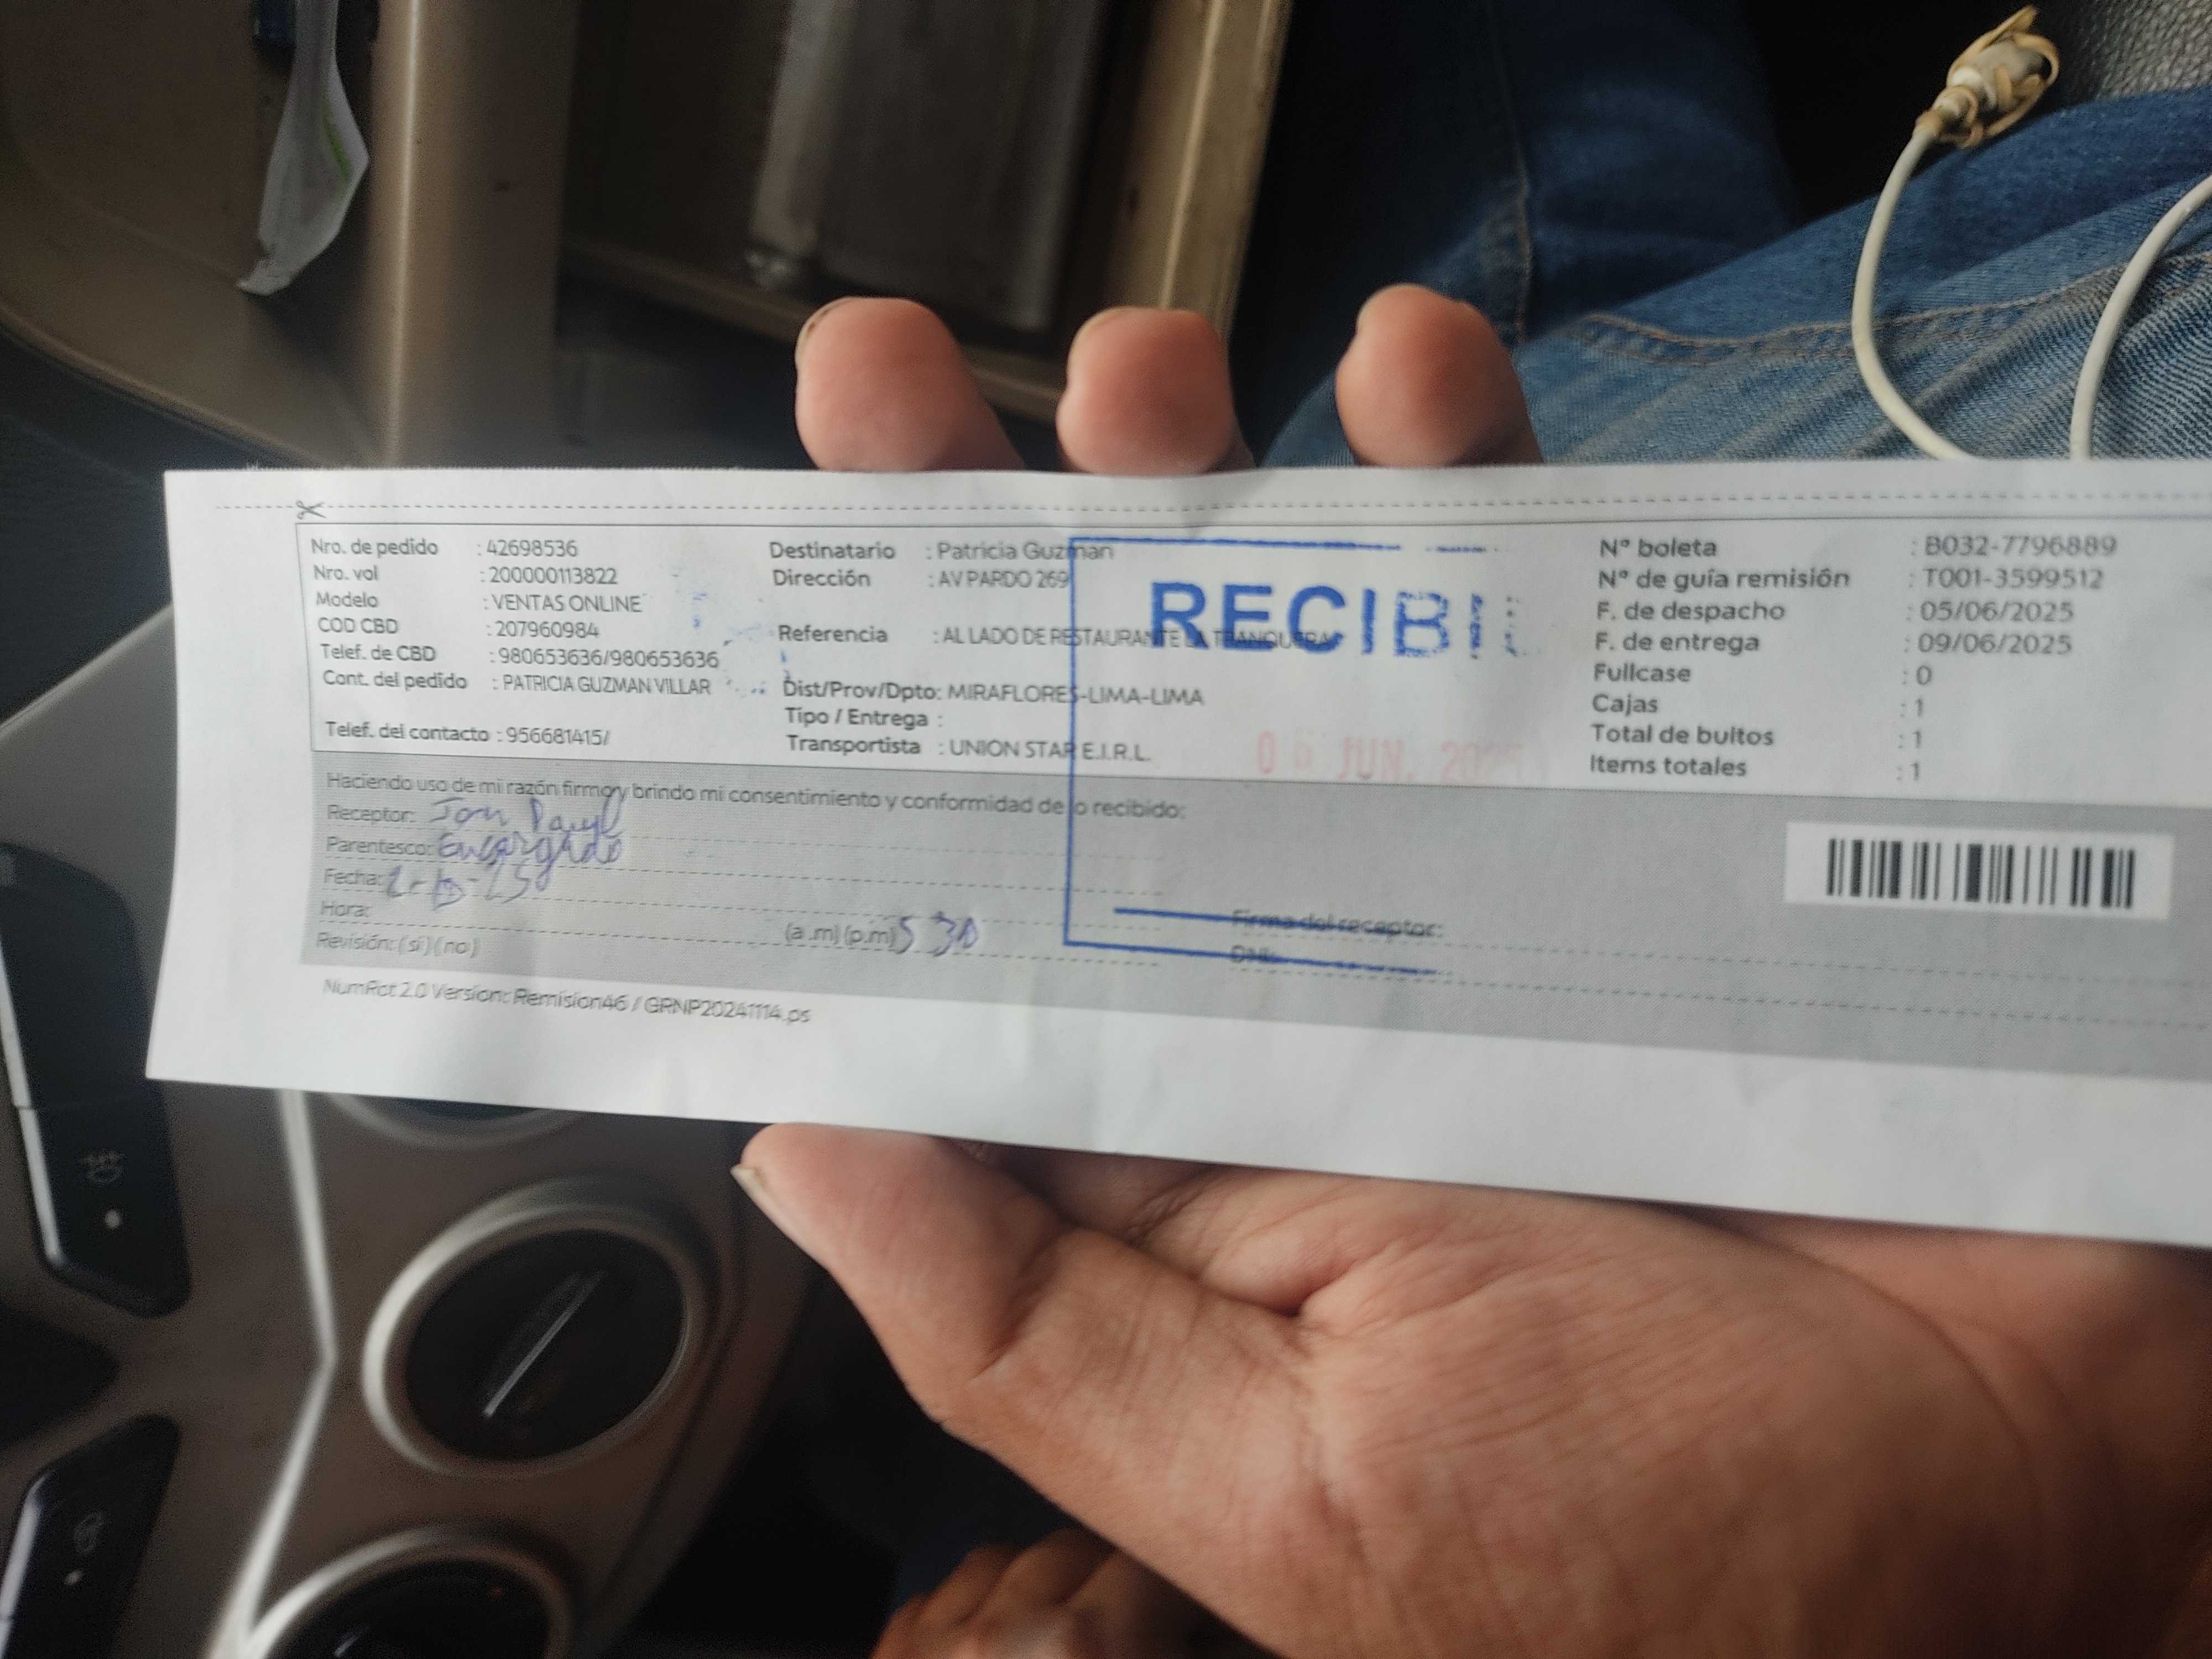 Nro. de pedido : 42698536
Nro. vol : 200000113822
Modelo : VENTAS ONLINE
COD CBD : 207960984
Telef. de CBD : 980653636/980653636
Cont. del pedido : PATRICIA GUZMAN VILLAR
Telef. del contacto : 956681415/
Destinatario : Patricia Guzman
Dirección : AV PARDO 269
Referencia : AL LADO DE RESTAURANTE LA TRANQUERA
Dist/Prov/Dpto: MIRAFLORES-LIMA-LIMA
Tipo / Entrega :
Transportista : UNION STAR E.I.R.L.
RECIBI
JUN. 2025
Nº boleta : B032-7796889
Nº de guía remisión : T001-3599512
F. de despacho : 05/06/2025
F. de entrega : 09/06/2025
Fullcase : 0
Cajas : 1
Total de bultos : 1
Items totales : 1
Haciendo uso de mi razón firmo y brindo mi consentimiento y conformidad de lo recibido:
Receptor:
Parentesco: Encargado
Fecha:
Hora: (a.m) (p.m) 5 30
Revisión: ( si ) ( no )
Firma del receptor:
DNI:
NumRct 2.0 Version: Remision46 / GRNP20241114.ps